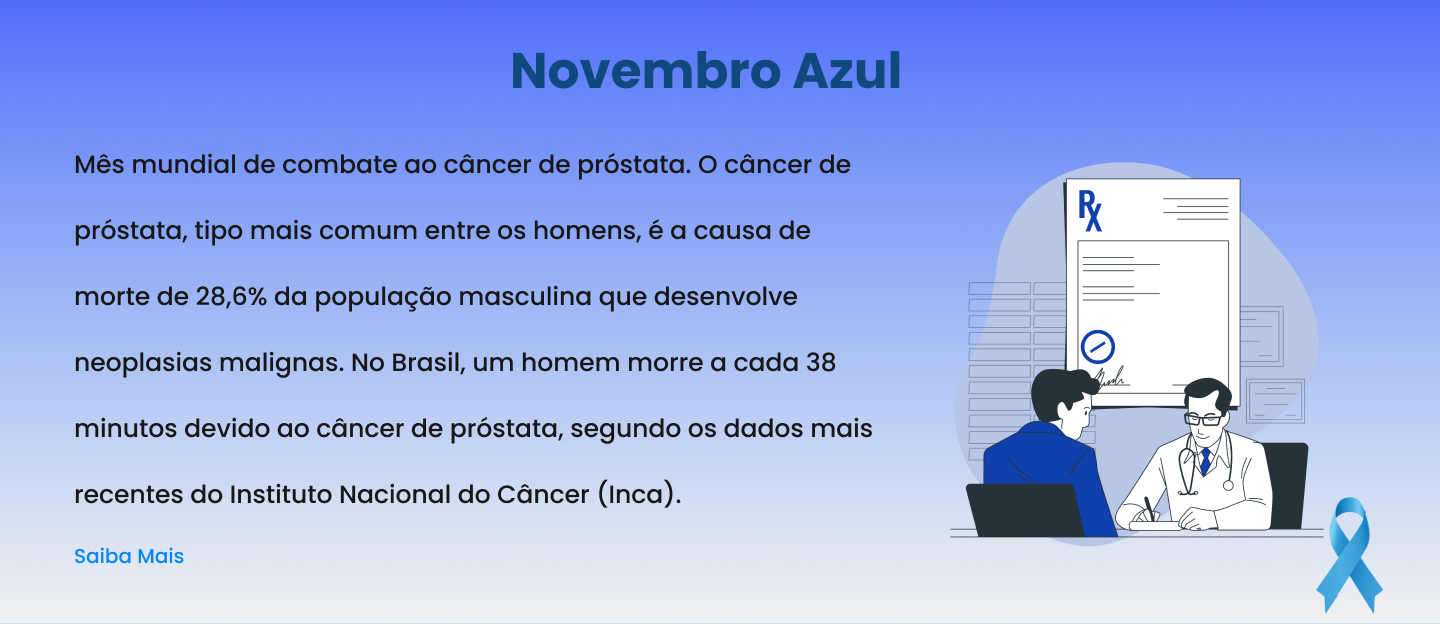 Novembro Azul
Mês mundial de combate ao câncer de próstata. O câncer de
próstata, tipo mais comum entre os homens, é a causa de
morte de 28,6% da população masculina que desenvolve
neoplasias malignas. No Brasil, um homem morre a cada 38
minutos devido ao câncer de próstata, segundo os dados mais
recentes do Instituto Nacional do Câncer (Inca).
Saiba Mais
RX